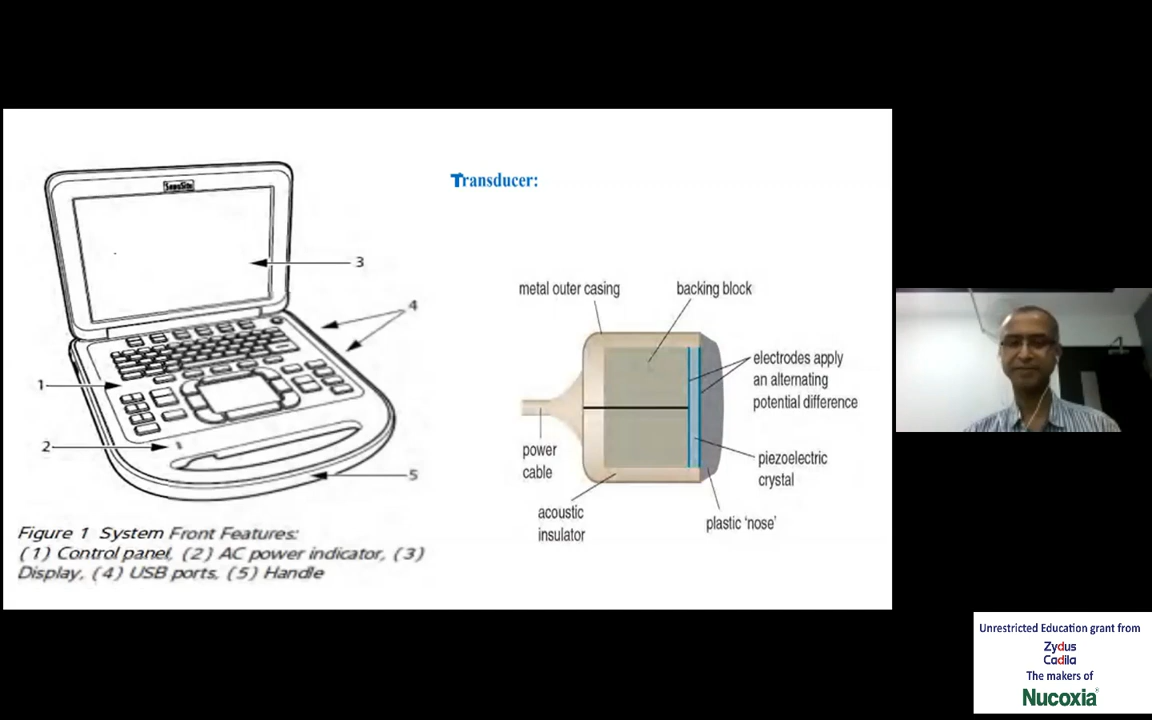 SonoSite
Transducer:
3
4
1
2
5
metal outer casing
backing block
electrodes apply
an alternating
potential difference
power
cable
piezoelectric
crystal
acoustic
insulator
plastic ‘nose’
Figure 1 System Front Features:
(1) Control panel, (2) AC power indicator, (3)
Display, (4) USB ports, (5) Handle
Unrestricted Education grant from
Zydus
Cadila
The makers of
Nucoxia